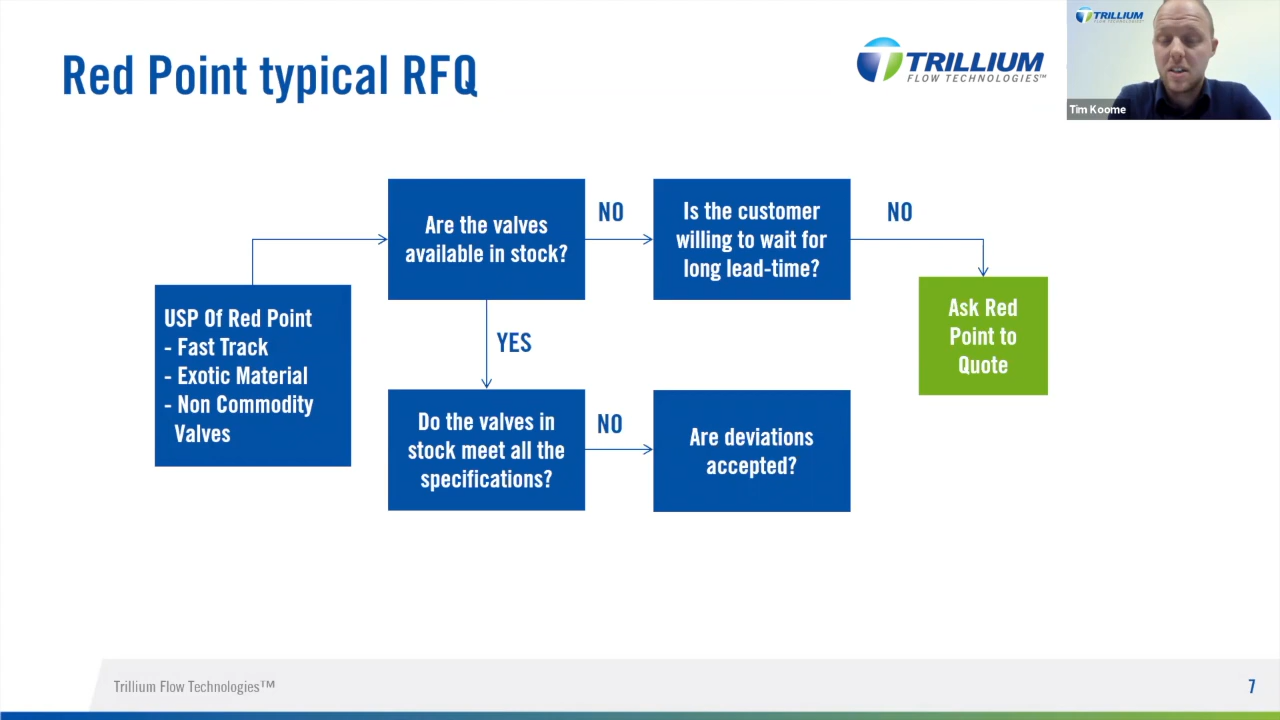 Red Point typical RFQ
TRILLIUM
FLOW TECHNOLOGIES™
TRILLIUM
FLOW TECHNOLOGIES
Tim Koome
Are the valves
available in stock?
NO
Is the customer
willing to wait for
long lead-time?
NO
USP Of Red Point
- Fast Track
- Exotic Material
- Non Commodity
Valves
Ask Red
Point to
Quote
YES
Do the valves in
stock meet all the
specifications?
NO
Are deviations
accepted?
Trillium Flow Technologies™
7